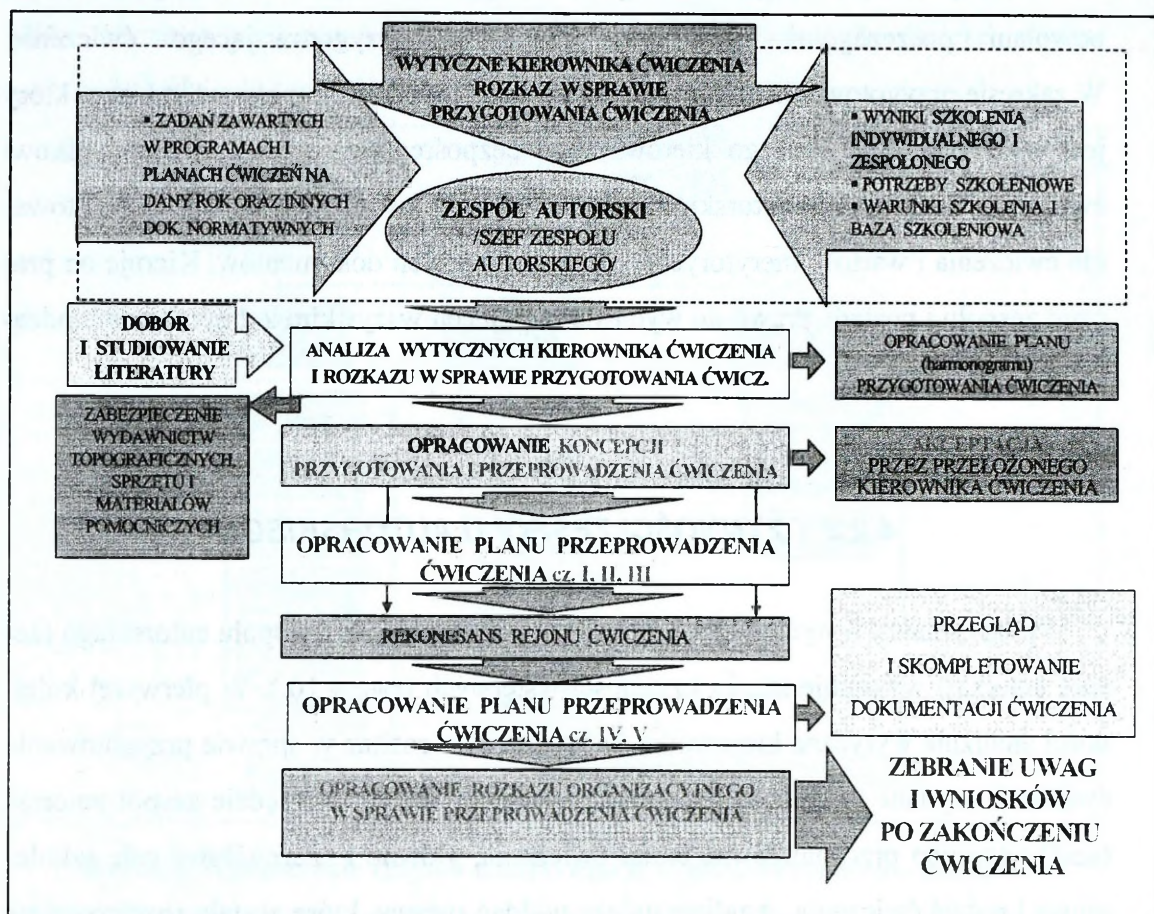 WYTYCZNE KIEROWNIKA ĆWICZENIA
ROZKAZ W SPRAWIE
PRZYGOTOWANIA ĆWICZENIA
▪ ZADAŃ ZAWARTYCH
W PROGRAMACH I
PLANACH ĆWICZEŃ NA
DANY ROK ORAZ INNYCH
DOK. NORMATYWNYCH
▪ WYNIKI SZKOLENIA
INDYWIDUALNEGO I
ZESPOŁONEGO
▪ POTRZEBY SZKOLENIOWE
▪ WARUNKI SZKOLENIA I
BAZA SZKOLENIOWA
ZESPÓŁ AUTORSKI
/SZEF ZESPOŁU
AUTORSKIEGO/
DOBÓR
I STUDIOWANIE
LITERATURY
ANALIZA WYTYCZNYCH KIEROWNIKA ĆWICZENIA
I ROZKAZU W SPRAWIE PRZYGOTOWANIA ĆWICZ.
OPRACOWANIE PLANU
(harmonogramu)
PRZYGOTOWANIA ĆWICZENIA
ZABEZPIECZENIE
WYDAWNICTW
TOPOGRAFICZNYCH,
SPRZĘTU I
MATERIAŁÓW
POMOCNICZYCH
OPRACOWANIE KONCEPCJI
PRZYGOTOWANIA I PRZEPROWADZENIA ĆWICZENIA
AKCEPTACJA
PRZEZ PRZEŁOŻONEGO
KIEROWNIKA ĆWICZENIA
OPRACOWANIE PLANU PRZEPROWADZENIA
ĆWICZENIA cz. I, II, III
REKONESANS REJONU ĆWICZENIA
PRZEGLĄD
I SKOMPLETOWANIE
DOKUMENTACJI ĆWICZENIA
OPRACOWANIE PLANU PRZEPROWADZENIA
ĆWICZENIA cz. IV, V
OPRACOWANIE ROZKAZU ORGANIZACYJNEGO
W SPRAWIE PRZEPROWADZENIA ĆWICZENIA
ZEBRANIE UWAG
I WNIOSKÓW
PO ZAKOŃCZENTU
ĆWICZENIA